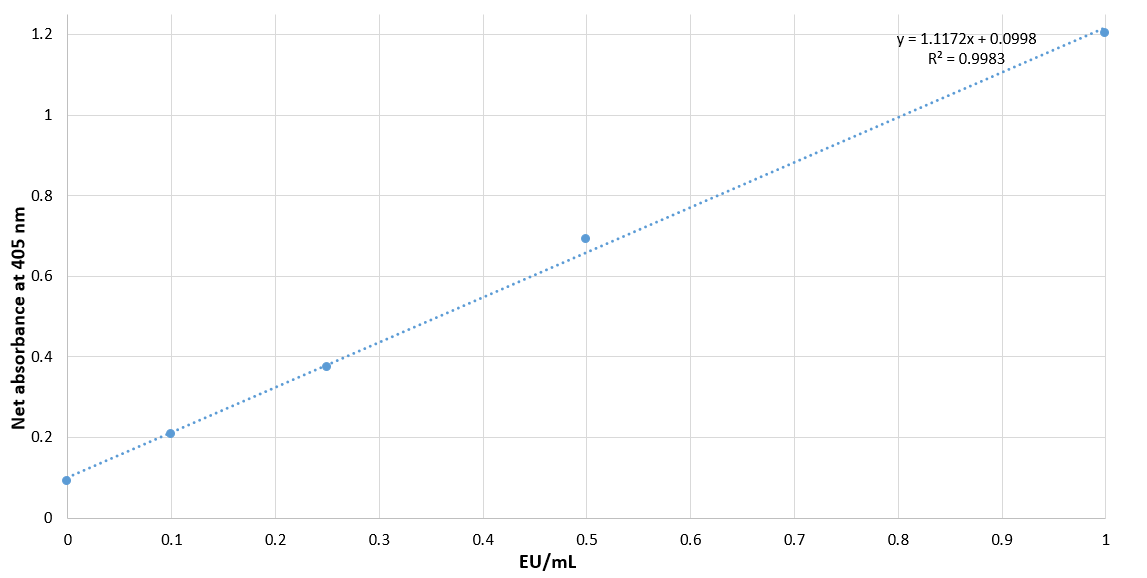 y = 1.1172x + 0.0998
R² = 0.9983
Net absorbance at 405 nm
1.2
1
0.8
0.6
0.4
0.2
0
0 0.1 0.2 0.3 0.4 0.5 0.6 0.7 0.8 0.9 1
EU/mL